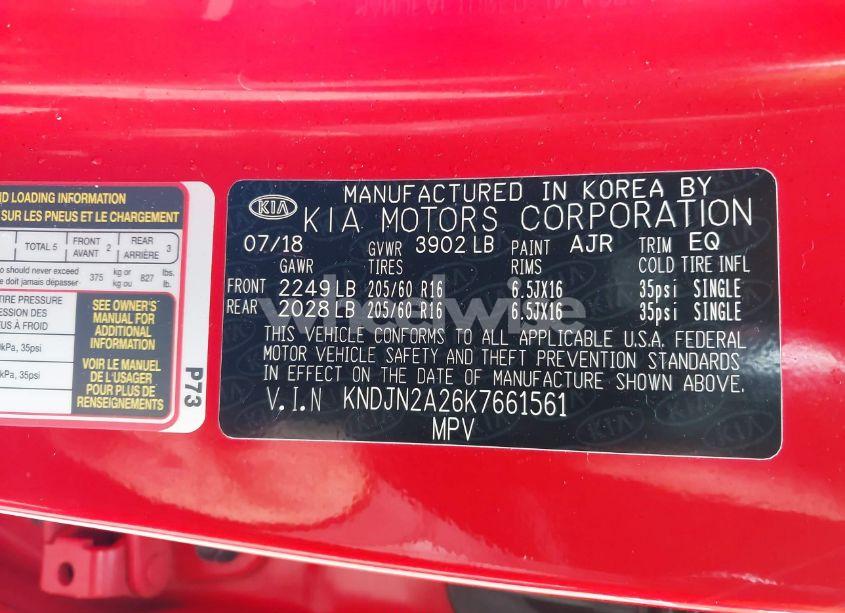 ND LOADING INFORMATION
SUR LES PNEUS ET LE CHARGEMENT
TOTAL 5 FRONT AVANT 2 REAR ARRIÈRE 3
should never exceed 375 kg or kg ou 827 lbs. lb.
doit jamais dépasser
TIRE PRESSURE
À FROID
kPa, 35psi
kPa, 35psi
SEE OWNER'S
MANUAL FOR
ADDITIONAL
INFORMATION
VOIR LE MANUEL
DE L'USAGER
POUR PLUS DE
RENSEIGNEMENTS
P73
KIA
MANUFACTURED IN KOREA BY
KIA MOTORS CORPORATION
07/18 GVWR 3902 LB PAINT AJR TRIM EQ
GAWR TIRES RIMS COLD TIRE INFL
FRONT 2249 LB 205/60 R16 6.5JX16 35psi SINGLE
REAR 2028 LB 205/60 R16 6.5JX16 35psi SINGLE
THIS VEHICLE CONFORMS TO ALL APPLICABLE U.S.A. FEDERAL
MOTOR VEHICLE SAFETY AND THEFT PREVENTION STANDARDS
IN EFFECT ON THE DATE OF MANUFACTURE SHOWN ABOVE.
V.I.N KNDJN2A26K7661561
MPV